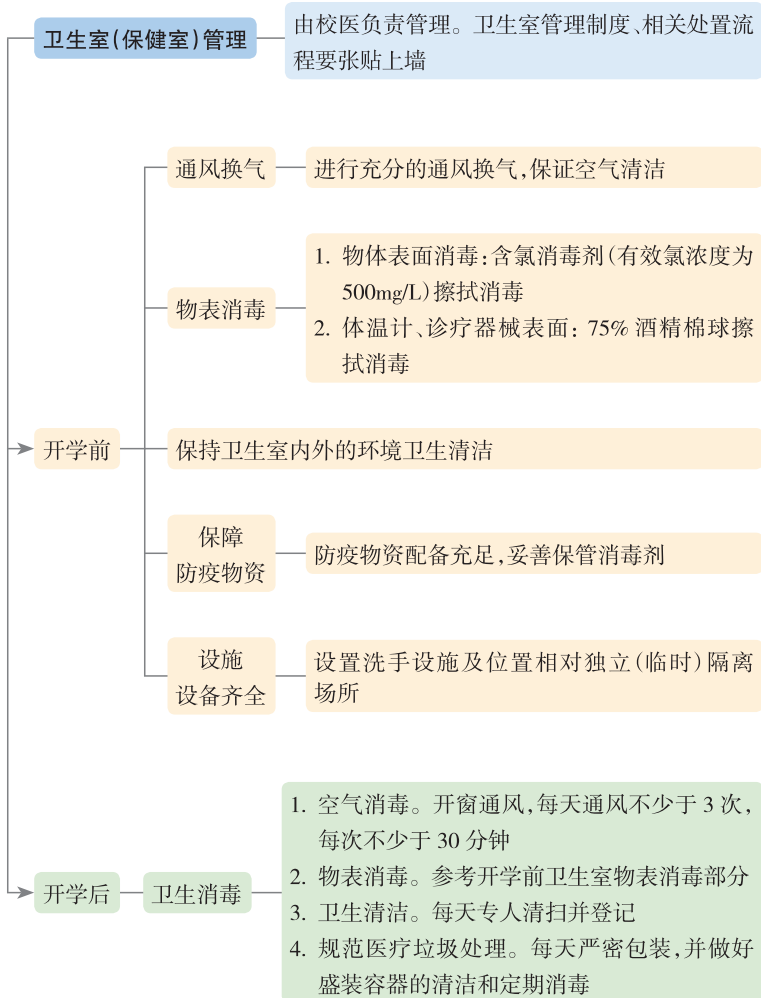 卫生室(保健室)管理
由校医负责管理。卫生室管理制度、相关处置流
程要张贴上墙
通风换气
进行充分的通风换气,保证空气清洁
物表消毒
1. 物体表面消毒:含氯消毒剂(有效氯浓度为
500mg/L)擦拭消毒
2. 体温计、诊疗器械表面:75% 酒精棉球擦
拭消毒
开学前
保持卫生室内外的环境卫生清洁
保障
防疫物资
防疫物资配备充足,妥善保管消毒剂
设施
设备齐全
设置洗手设施及位置相对独立(临时)隔离
场所
开学后
卫生消毒
1. 空气消毒。开窗通风,每天通风不少于 3 次,
每次不少于 30 分钟
2. 物表消毒。参考开学前卫生室物表消毒部分
3. 卫生清洁。每天专人清扫并登记
4. 规范医疗垃圾处理。每天严密包装,并做好
盛装容器的清洁和定期消毒